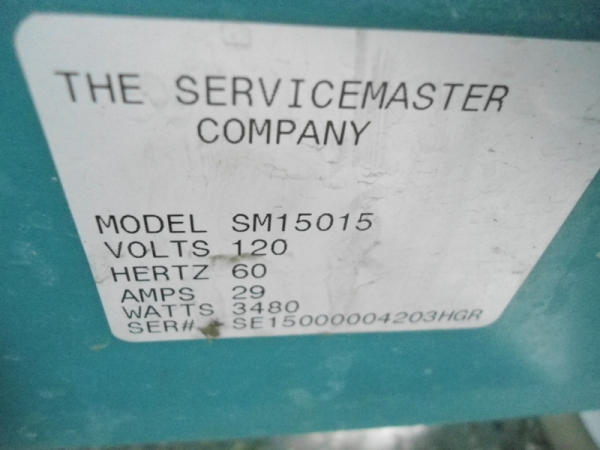 THE SERVICEMASTER
COMPANY
MODEL SM15015
VOLTS 120
HERTZ 60
AMPS 29
WATTS 3480
SER# SE15000004203HGR